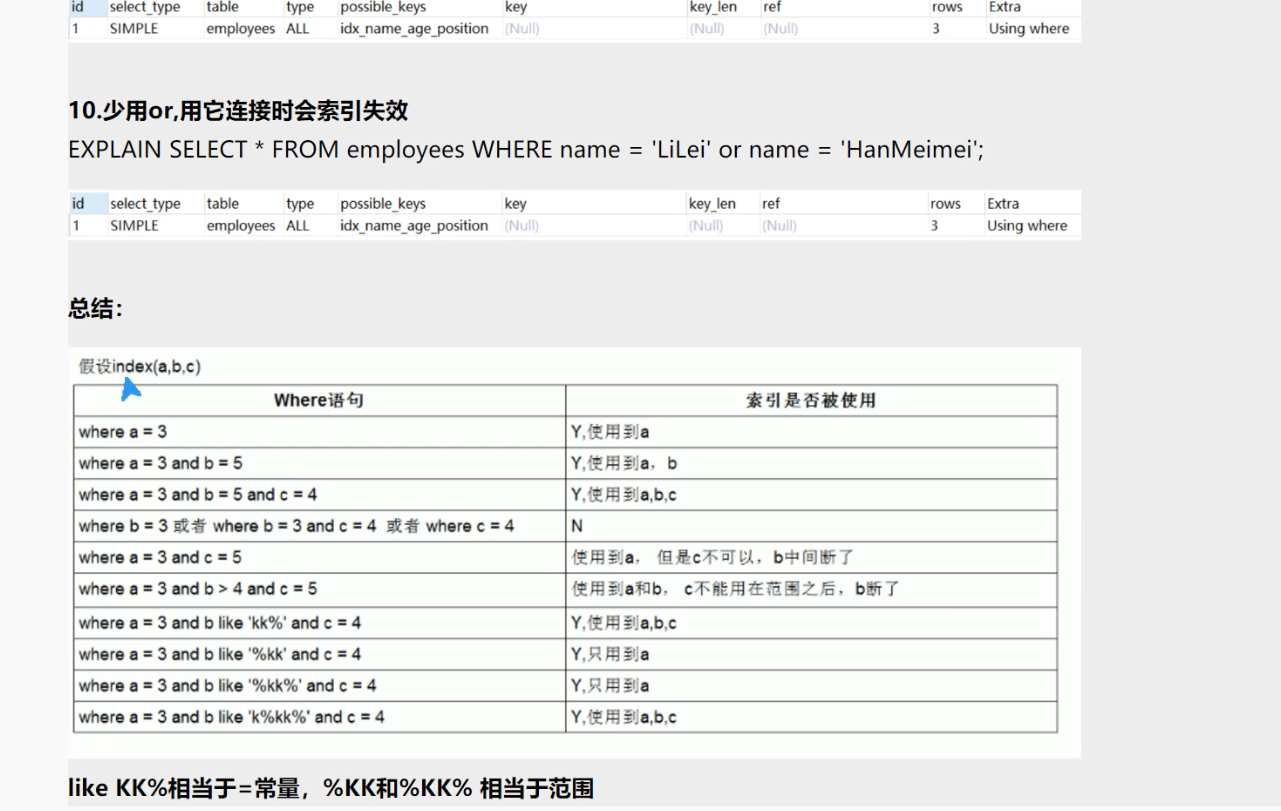 id select_type table type possible_keys key key_len ref rows Extra
1 SIMPLE employees ALL idx_name_age_position (Null) (Null) (Null) 3 Using where
10.少用or,用它连接时会索引失效
EXPLAIN SELECT * FROM employees WHERE name = 'LiLei' or name = 'HanMeimei';
id select_type table type possible_keys key key_len ref rows Extra
1 SIMPLE employees ALL idx_name_age_position (Null) (Null) (Null) 3 Using where
总结：
假设index(a,b,c)
Where语句 索引是否被使用
where a = 3 Y,使用到a
where a = 3 and b = 5 Y,使用到a，b
where a = 3 and b = 5 and c = 4 Y,使用到a,b,c
where b = 3 或者 where b = 3 and c = 4 或者 where c = 4 N
where a = 3 and c = 5 使用到a， 但是c不可以，b中间断了
where a = 3 and b > 4 and c = 5 使用到a和b， c不能用在范围之后，b断了
where a = 3 and b like 'kk%' and c = 4 Y,使用到a,b,c
where a = 3 and b like '%kk' and c = 4 Y,只用到a
where a = 3 and b like '%kk%' and c = 4 Y,只用到a
where a = 3 and b like 'k%kk%' and c = 4 Y,使用到a,b,c
like KK%相当于=常量，%KK和%KK% 相当于范围